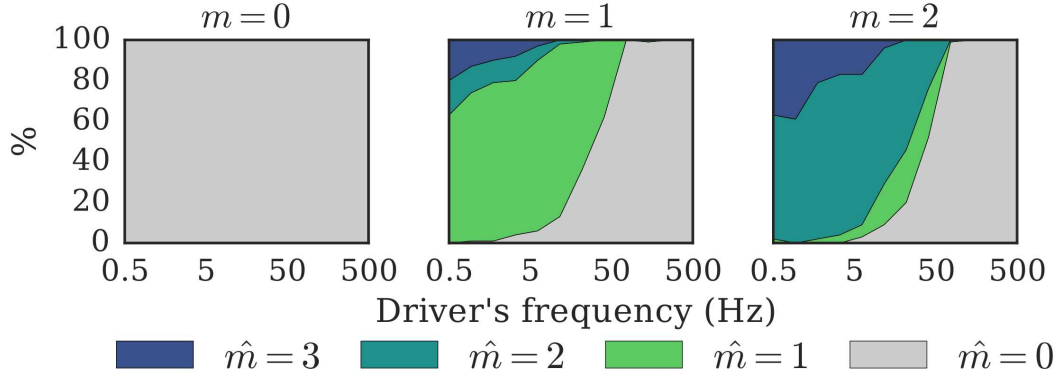 m = 0 m = 1 m = 2
100
80
60
40
20
0
%
0.5 5 50 500 0.5 5 50 500 0.5 5 50 500
Driver's frequency (Hz)
m̂ = 3 m̂ = 2 m̂ = 1 m̂ = 0